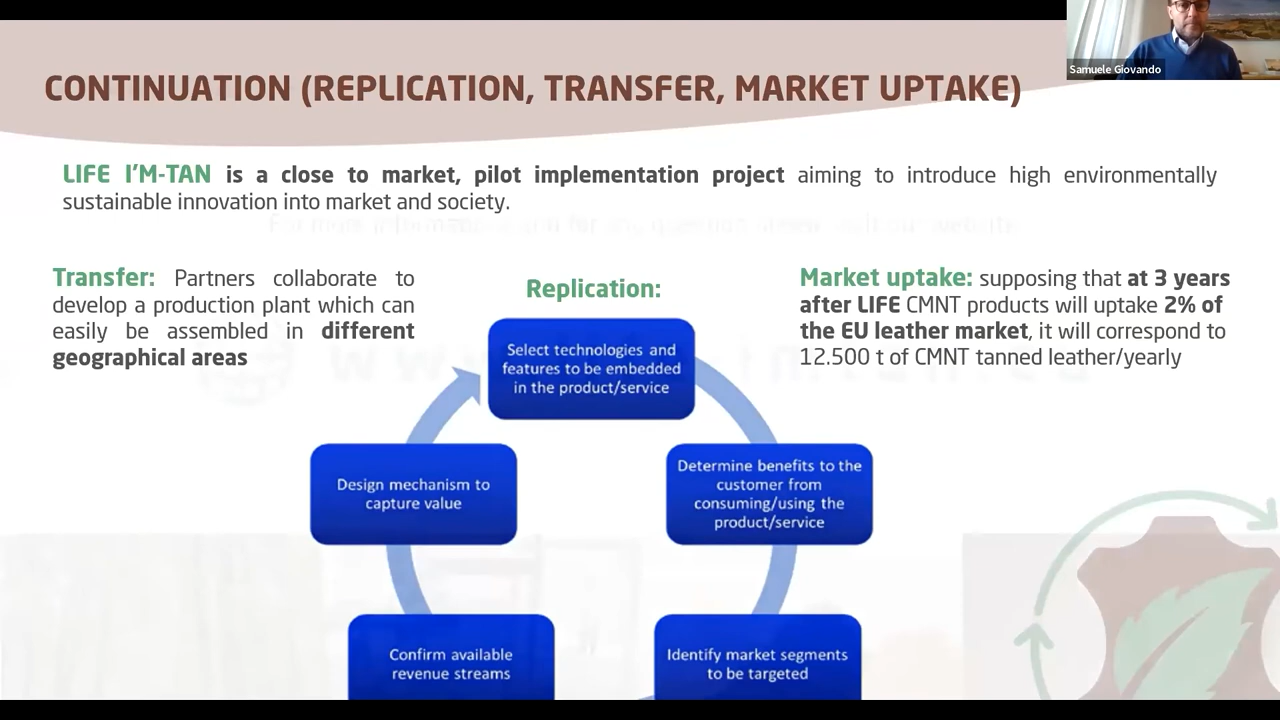 Samuele Giovando
CONTINUATION (REPLICATION, TRANSFER, MARKET UPTAKE)
LIFE I'M-TAN is a close to market, pilot implementation project aiming to introduce high environmentally
sustainable innovation into market and society.
Transfer: Partners collaborate to
develop a production plant which can
easily be assembled in different
geographical areas
Replication:
Select technologies and
features to be embedded
in the product/service
Determine benefits to the
customer from
consuming/using the
product/service
Identify market segments
to be targeted
Confirm available
revenue streams
Design mechanism to
capture value
Market uptake: supposing that at 3 years
after LIFE CMNT products will uptake 2% of
the EU leather market, it will correspond to
12.500 t of CMNT tanned leather/yearly